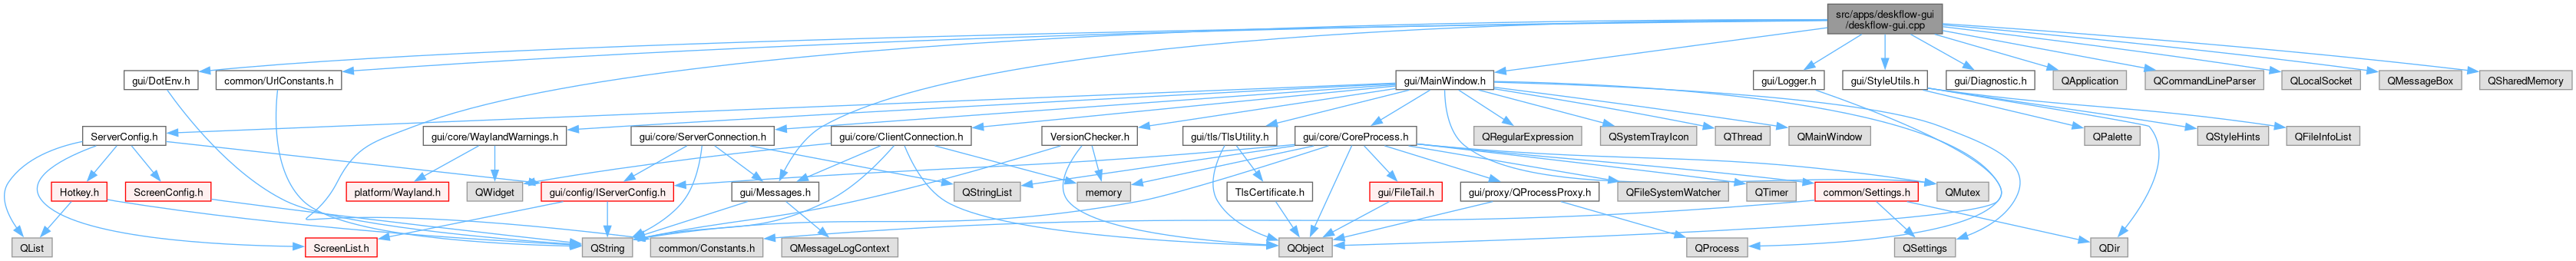 src/apps/deskflow-gui
/deskflow-gui.cpp
gui/DotEnv.h
common/UrlConstants.h
gui/MainWindow.h
gui/Logger.h
gui/StyleUtils.h
gui/Diagnostic.h
QApplication
QCommandLineParser
QLocalSocket
QMessageBox
QSharedMemory
ServerConfig.h
gui/core/WaylandWarnings.h
gui/core/ServerConnection.h
gui/core/ClientConnection.h
VersionChecker.h
gui/tls/TlsUtility.h
gui/core/CoreProcess.h
QRegularExpression
QSystemTrayIcon
QThread
QMainWindow
QPalette
QStyleHints
QFileInfoList
Hotkey.h
ScreenConfig.h
platform/Wayland.h
QWidget
gui/config/IServerConfig.h
gui/Messages.h
QStringList
memory
TlsCertificate.h
gui/FileTail.h
gui/proxy/QProcessProxy.h
QFileSystemWatcher
QTimer
common/Settings.h
QMutex
QList
ScreenList.h
QString
common/Constants.h
QMessageLogContext
QObject
QProcess
QSettings
QDir